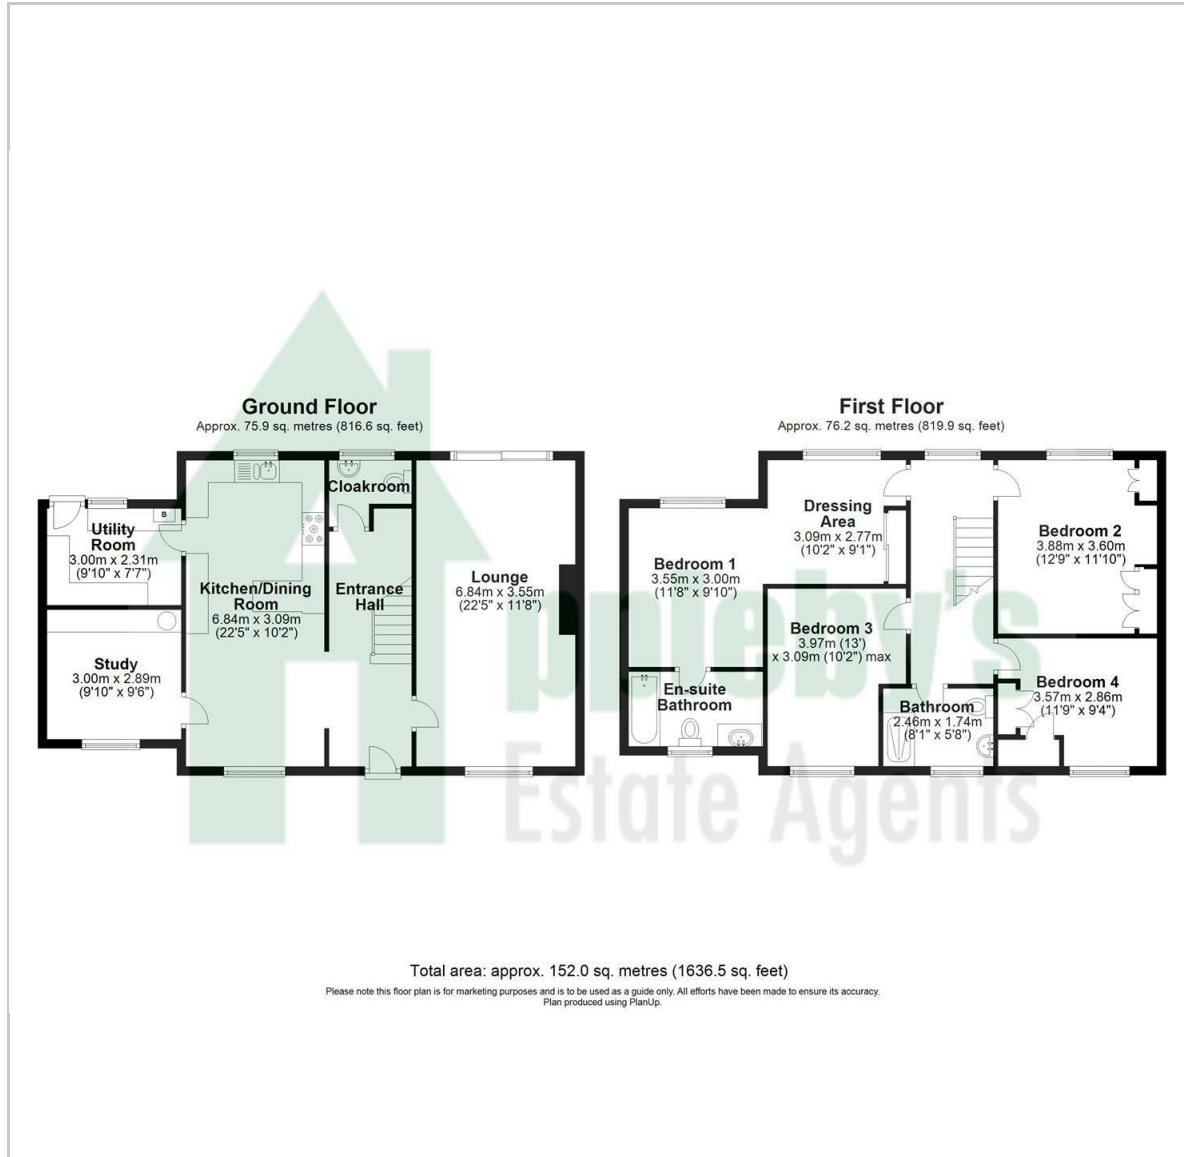 Ground Floor
Approx. 75.9 sq. metres (816.6 sq. feet)
Cloakroom
B
Utility
Room
3.00m x 2.31m
(9'10" x 7'7")
Kitchen/Dining
Room
6.84m x 3.09m
(22'5" x 10'2")
Entrance
Hall
Lounge
6.84m x 3.55m
(22'5" x 11'8")
Study
3.00m x 2.89m
(9'10" x 9'6")
First Floor
Approx. 76.2 sq. metres (819.9 sq. feet)
Dressing
Area
3.09m x 2.77m
(10'2" x 9'1")
Bedroom 2
3.88m x 3.60m
(12'9" x 11'10")
Bedroom 1
3.55m x 3.00m
(11'8" x 9'10")
Bedroom 3
3.97m (13')
x 3.09m (10'2") max
En-suite
Bathroom
Bathroom
2.46m x 1.74m
(8'1" x 5'8")
Bedroom 4
3.57m x 2.86m
(11'9" x 9'4")
Appleby's
Estate Agents
Total area: approx. 152.0 sq. metres (1636.5 sq. feet)
Please note this floor plan is for marketing purposes and is to be used as a guide only. All efforts have been made to ensure its accuracy.
Plan produced using PlanUp.